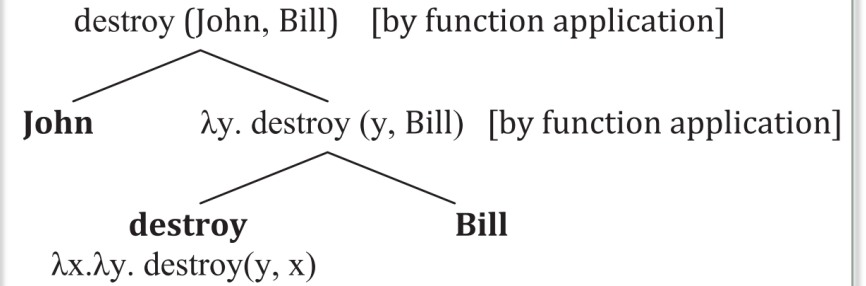 destroy (John, Bill) [by function application]
John λy. destroy (y, Bill) [by function application]
destroy Bill
λx.λy. destroy(y, x)